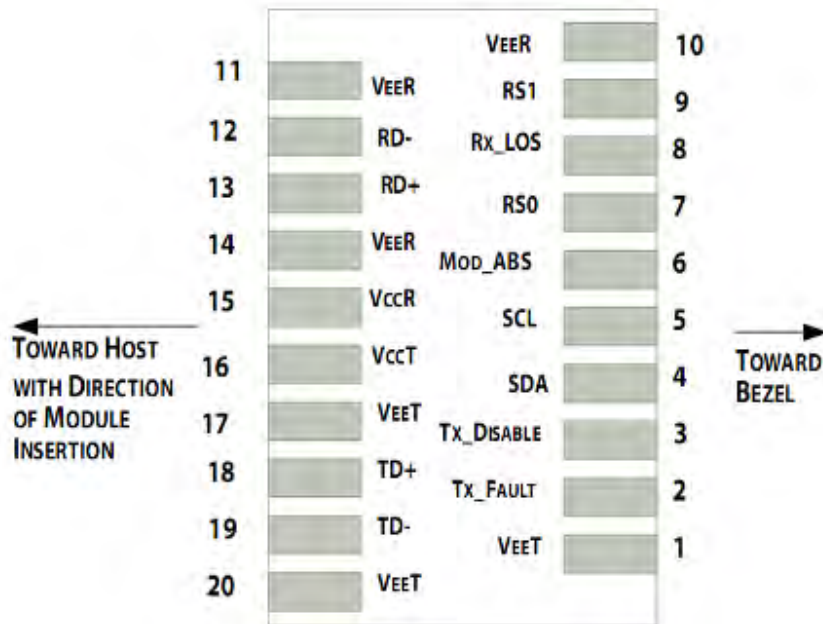 VEER 10
11 VEER
RS1 9
12 RD-
Rx_LOS 8
13 RD+
RS0 7
14 VEER
MOD_ABS 6
15 VccR
SCL 5
TOWARD HOST
WITH DIRECTION
OF MODULE
INSERTION
TOWARD
BEZEL
16 VccT
SDA 4
17 VEET
TX_DISABLE 3
18 TD+
TX_FAULT 2
19 TD-
VEET 1
20 VEET